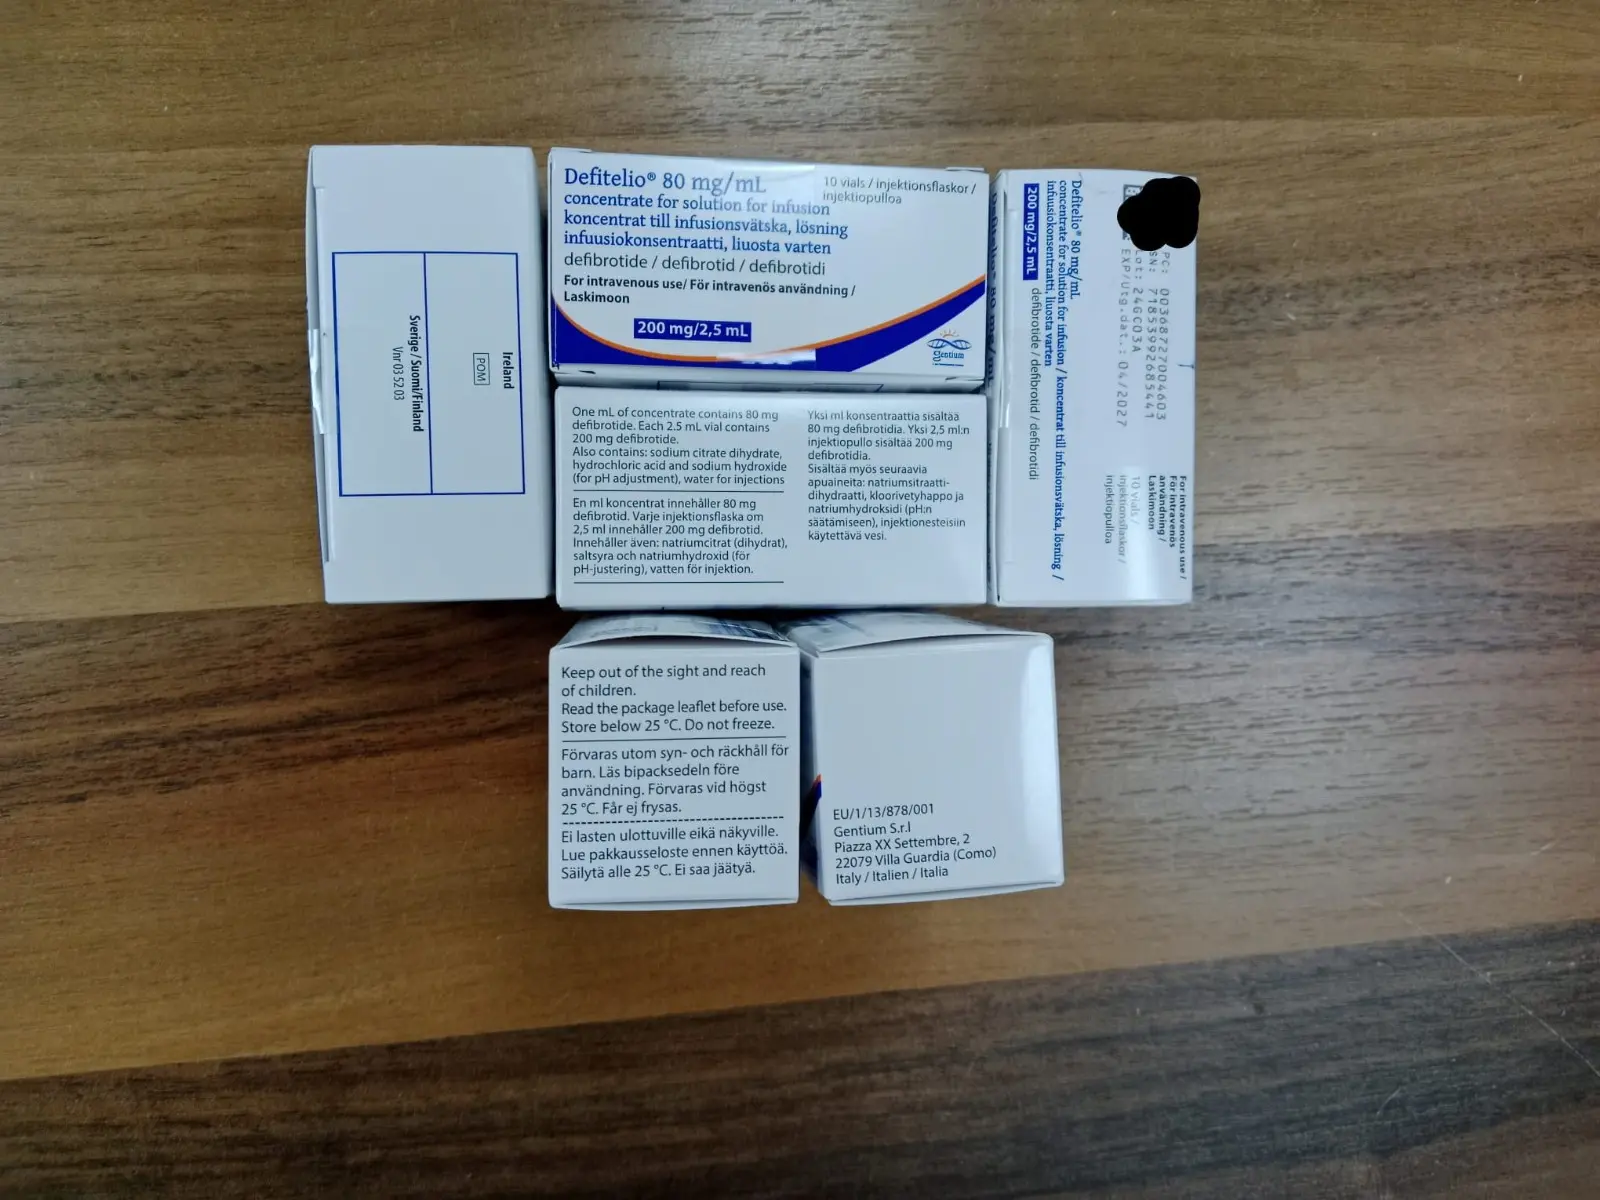 Ireland
POM
Sverige / Suomi/Finland
Vnr 03 52 03
Defitelio® 80 mg/mL
concentrate for solution for infusion
koncentrat till infusionsvätska, lösning
infuusiokonsentraatti, liuosta varten
defibrotide / defibrotid / defibrotidi
For intravenous use/ För intravenös användning /
Laskimoon
200 mg/2,5 mL
10 vials / injektionsflaskor /
injektiopulloa
Gentium
One mL of concentrate contains 80 mg
defibrotide. Each 2.5 mL vial contains
200 mg defibrotide.
Also contains: sodium citrate dihydrate,
hydrochloric acid and sodium hydroxide
(for pH adjustment), water for injections
En ml koncentrat innehåller 80 mg
defibrotid. Varje injektionsflaska om
2,5 ml innehåller 200 mg defibrotid.
Innehåller även: natriumcitrat (dihydrat),
saltsyra och natriumhydroxid (för
pH-justering), vatten för injektion.
Yksi ml konsentraattia sisältää
80 mg defibrotidia. Yksi 2,5 ml:n
injektiopullo sisältää 200 mg
defibrotidia.
Sisältää myös seuraavia
apuaineita: natriumsitraatti-
dihydraatti, kloorivetyhappo ja
natriumhydroksidi (pH:n
säätämiseen), injektionesteisiin
käytettävä vesi.
Defitelio® 80 mg/mL
concentrate for solution for infusion / koncentrat till infusionsvätska, lösning /
infuusiokonsentraatti, liuosta varten
200 mg/2,5 mL defibrotide / defibrotid / defibrotidi
PC: 00368727004603
SN: 718539926854 41
Lot: 24GC03A
EXP/Utg.dat.: 04/2027
For intravenous use /
För intravenös
användning /
Laskimoon
10 vials /
injektionsflaskor /
injektiopulloa
Keep out of the sight and reach
of children.
Read the package leaflet before use.
Store below 25 °C. Do not freeze.
Förvaras utom syn- och räckhåll för
barn. Läs bipacksedeln före
användning. Förvaras vid högst
25 °C. Får ej frysas.
Ei lasten ulottuville eikä näkyville.
Lue pakkausseloste ennen käyttöä.
Säilytä alle 25 °C. Ei saa jäätyä.
EU/1/13/878/001
Gentium S.r.l
Piazza XX Settembre, 2
22079 Villa Guardia (Como)
Italy / Italien / Italia